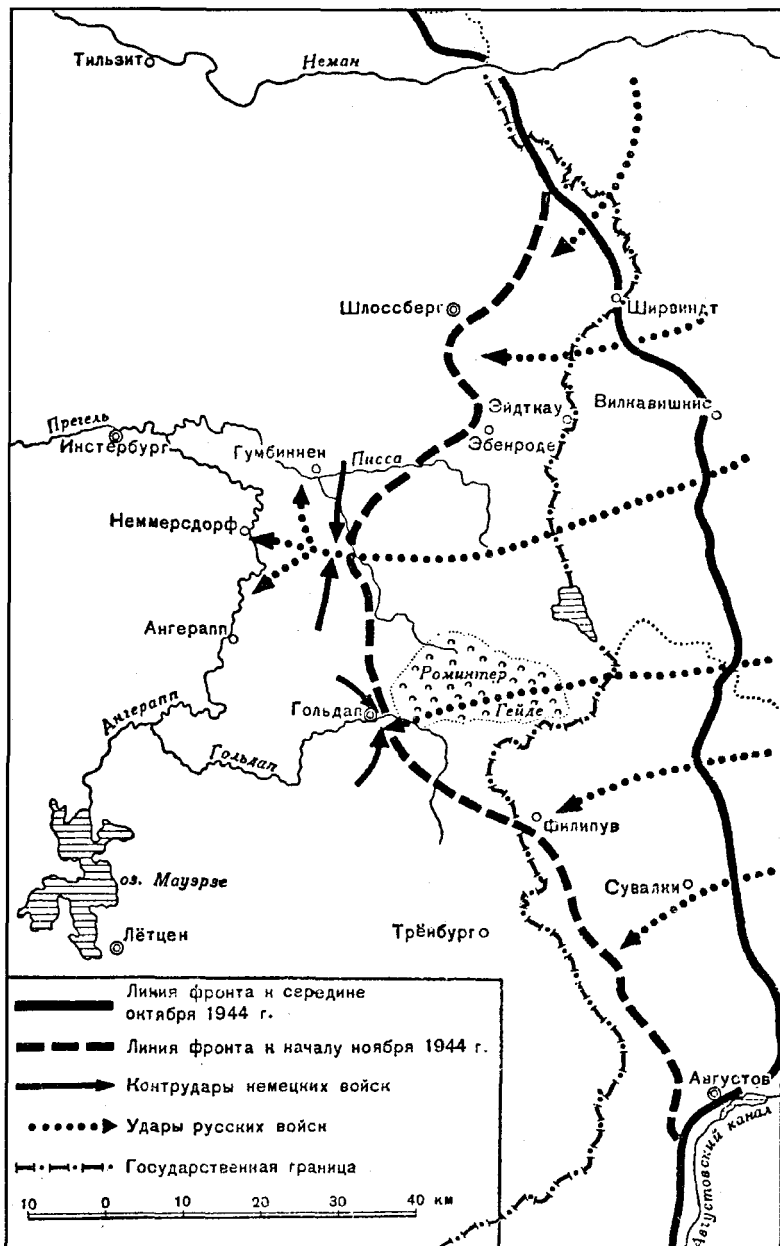 Тильзит
Неман
Шлоссберг
Ширвиндт
Эйдткау
Вилкавишкис
Эбенроде
Прегель
Инстербург
Гумбиннен
Писса
Неммерсдорф
Ангерапп
Роминтер
Гейде
Ангерапп
Гольдап
Гольдап
Филипув
оз. Мауэрзе
Сувалки
Лётцен
Трёйбург
Августов
Августовский канал
Линия фронта к середине
октября 1944 г.
Линия фронта к началу ноября 1944 г.
Контрудары немецких войск
Удары русских войск
Государственная граница
10 0 10 20 30 40 км